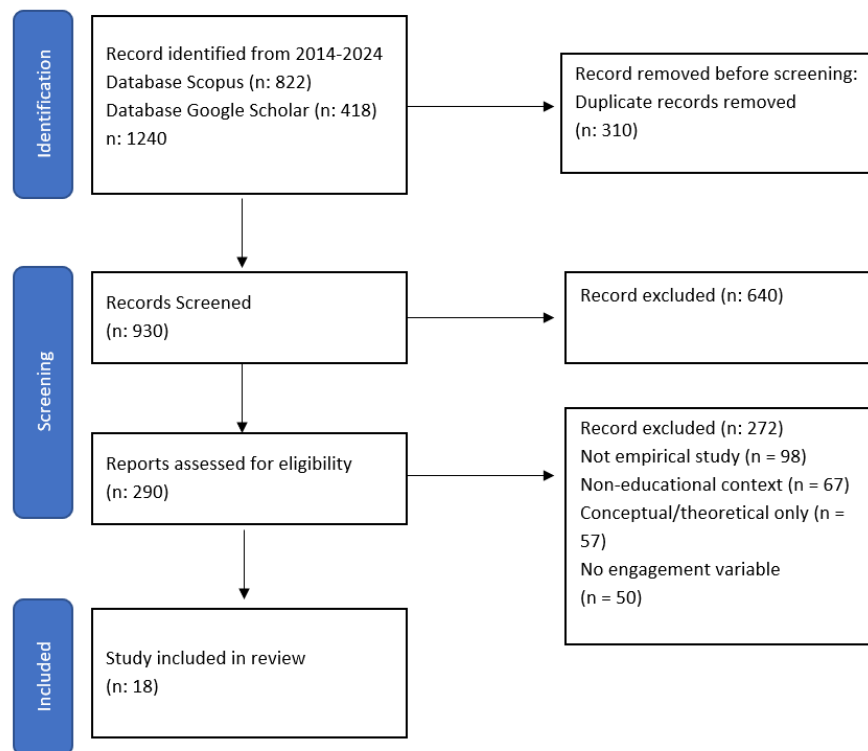 Identification
Record identified from 2014-2024
Database Scopus (n: 822)
Database Google Scholar (n: 418)
n: 1240
Record removed before screening:
Duplicate records removed
(n: 310)
Screening
Records Screened
(n: 930)
Record excluded (n: 640)
Reports assessed for eligibility
(n: 290)
Record excluded (n: 272)
Not empirical study (n = 98)
Non-educational context (n = 67)
Conceptual/theoretical only (n =
57)
No engagement variable
(n = 50)
Included
Study included in review
(n: 18)